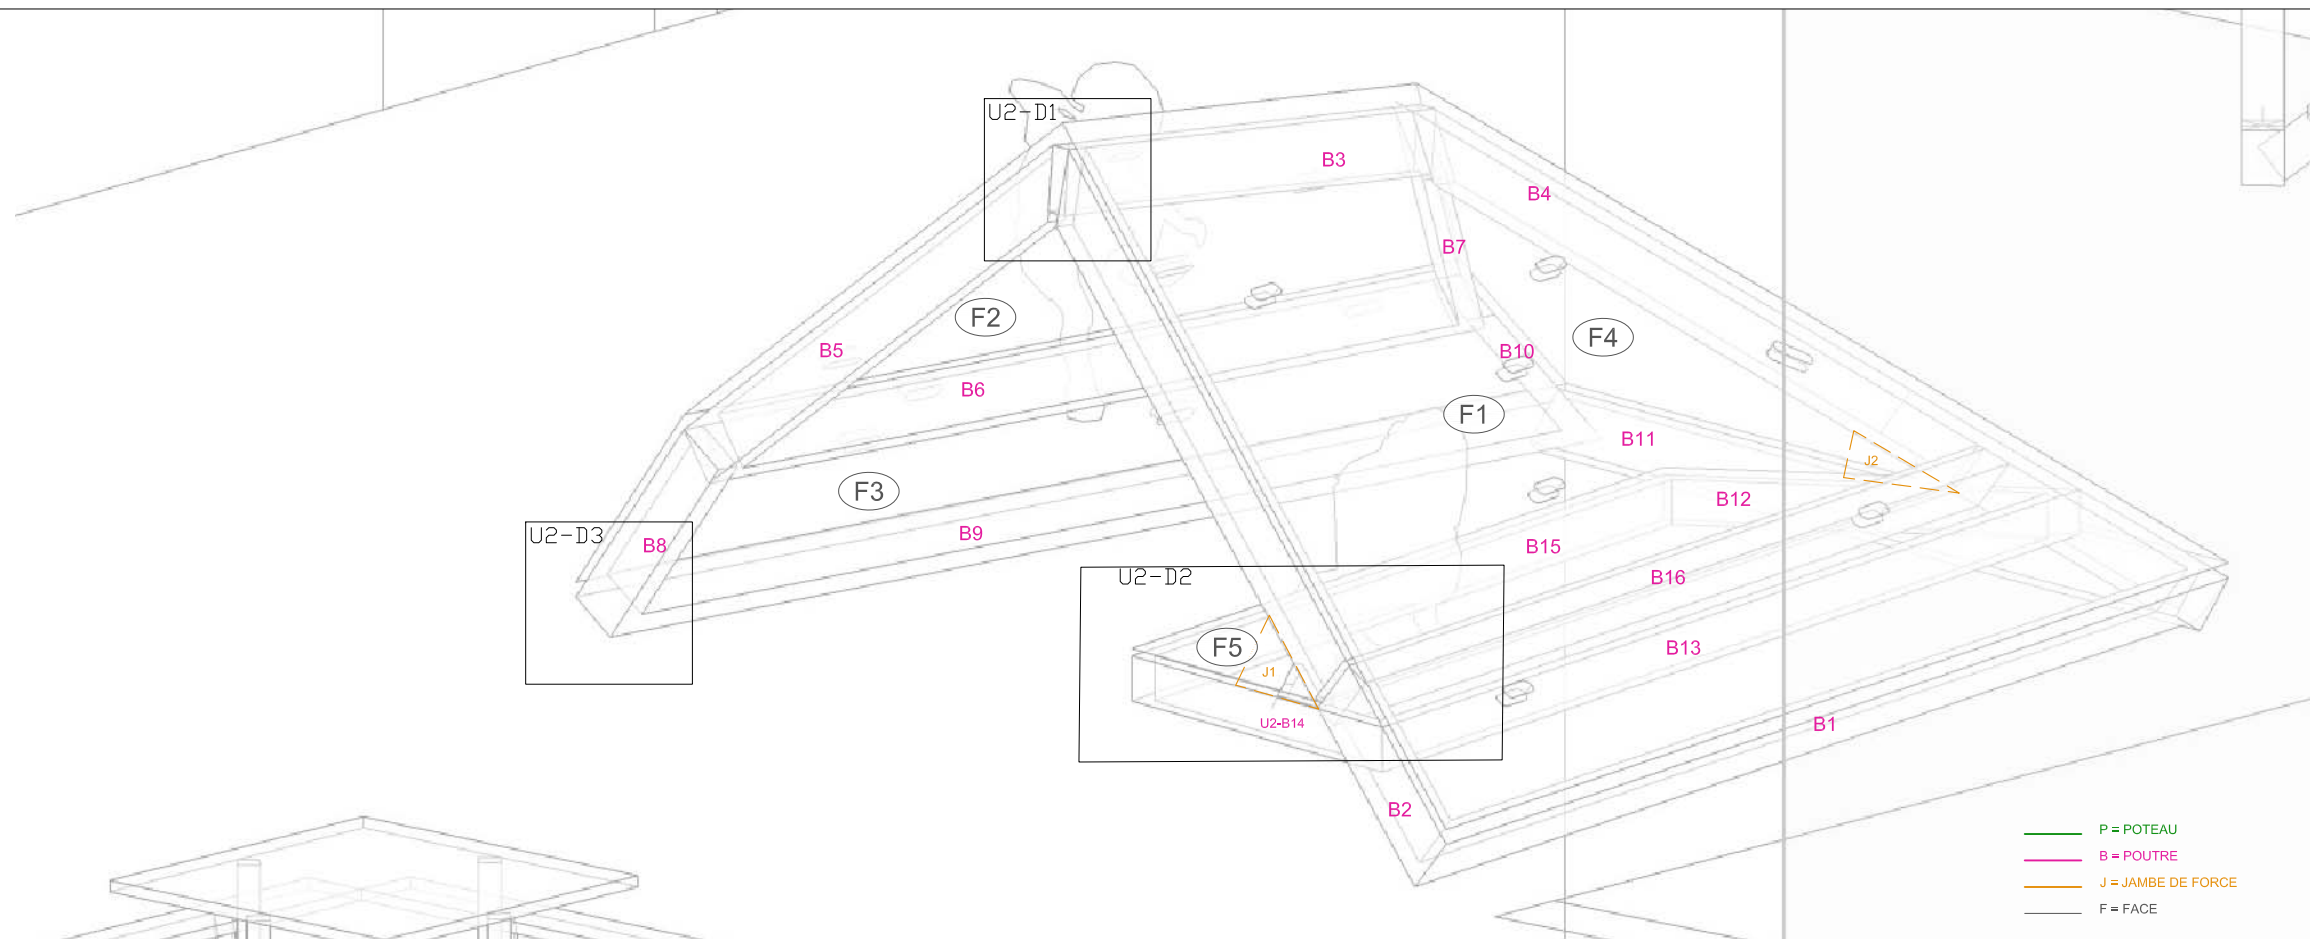 U2-D1
B3
B4
B7
F2
F4
B5
B10
B6
F1
B11
J2
F3
B12
U2-D3
B8
B9
B15
U2-D2
B16
F5
B13
J1
U2-B14
B1
B2
P = POTEAU
B = POUTRE
J = JAMBE DE FORCE
F = FACE